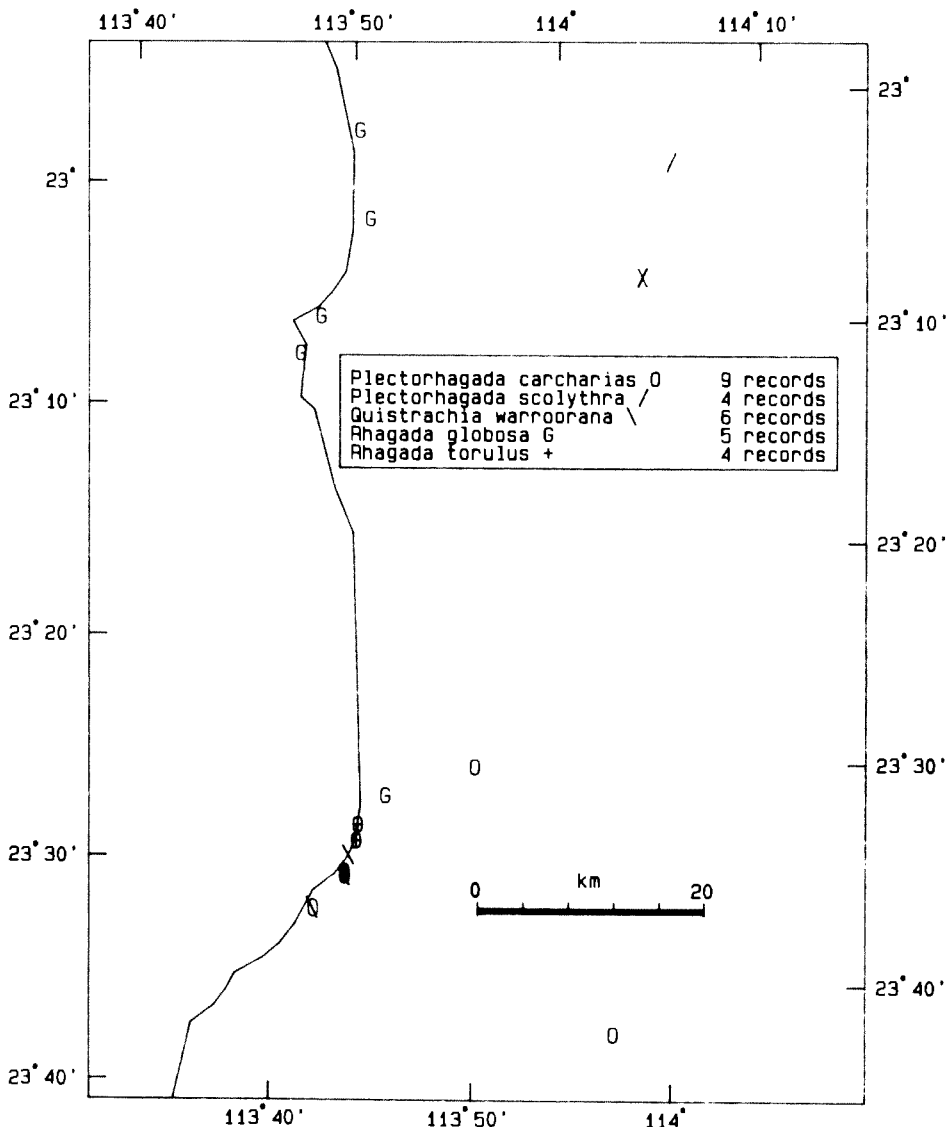 113°40' 113°50' 114° 114°10'
23°
G
/
23°
G
X
G
23°10'
G
Plectorhagada carcharias O 9 records
Plectorhagada scolythra / 4 records
Quistrachia warroorana \ 6 records
Rhagada globosa G 5 records
Rhagada torulus + 4 records
23°10'
23°20'
23°20'
O
23°30'
G
23°30'
km
0 20
23°40'
O
23°40'
113°40' 113°50' 114°